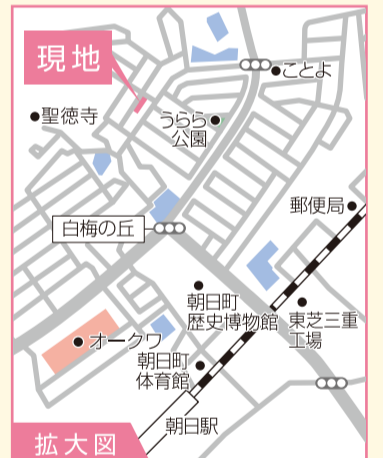 現地
ことよ
聖徳寺
うらら
公園
郵便局
白梅の丘
朝日町
歴史博物館
東芝三重
工場
オークワ
朝日町
体育館
朝日駅
拡大図